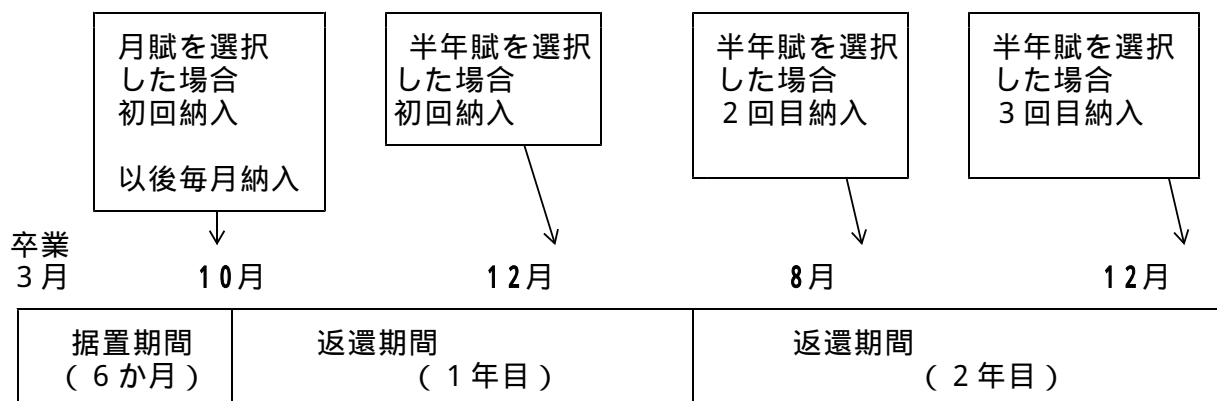 月賦を選択
した場合
初回納入
以後毎月納入
半年賦を選択
した場合
初回納入
半年賦を選択
した場合
2回目納入
半年賦を選択
した場合
3回目納入
卒業
3月
10月
12月
8月
12月
据置期間
(6か月)
返還期間
(1年目)
返還期間
(2年目)